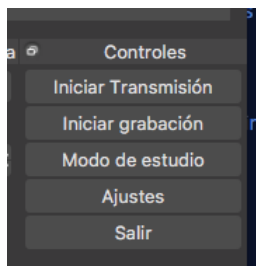 a Controles
Iniciar Transmisión
Iniciar grabación
Modo de estudio
Ajustes
Salir